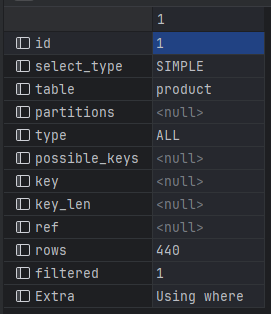 1
id 1
select_type SIMPLE
table product
partitions <null>
type ALL
possible_keys <null>
key <null>
key_len <null>
ref <null>
rows 440
filtered 1
Extra Using where